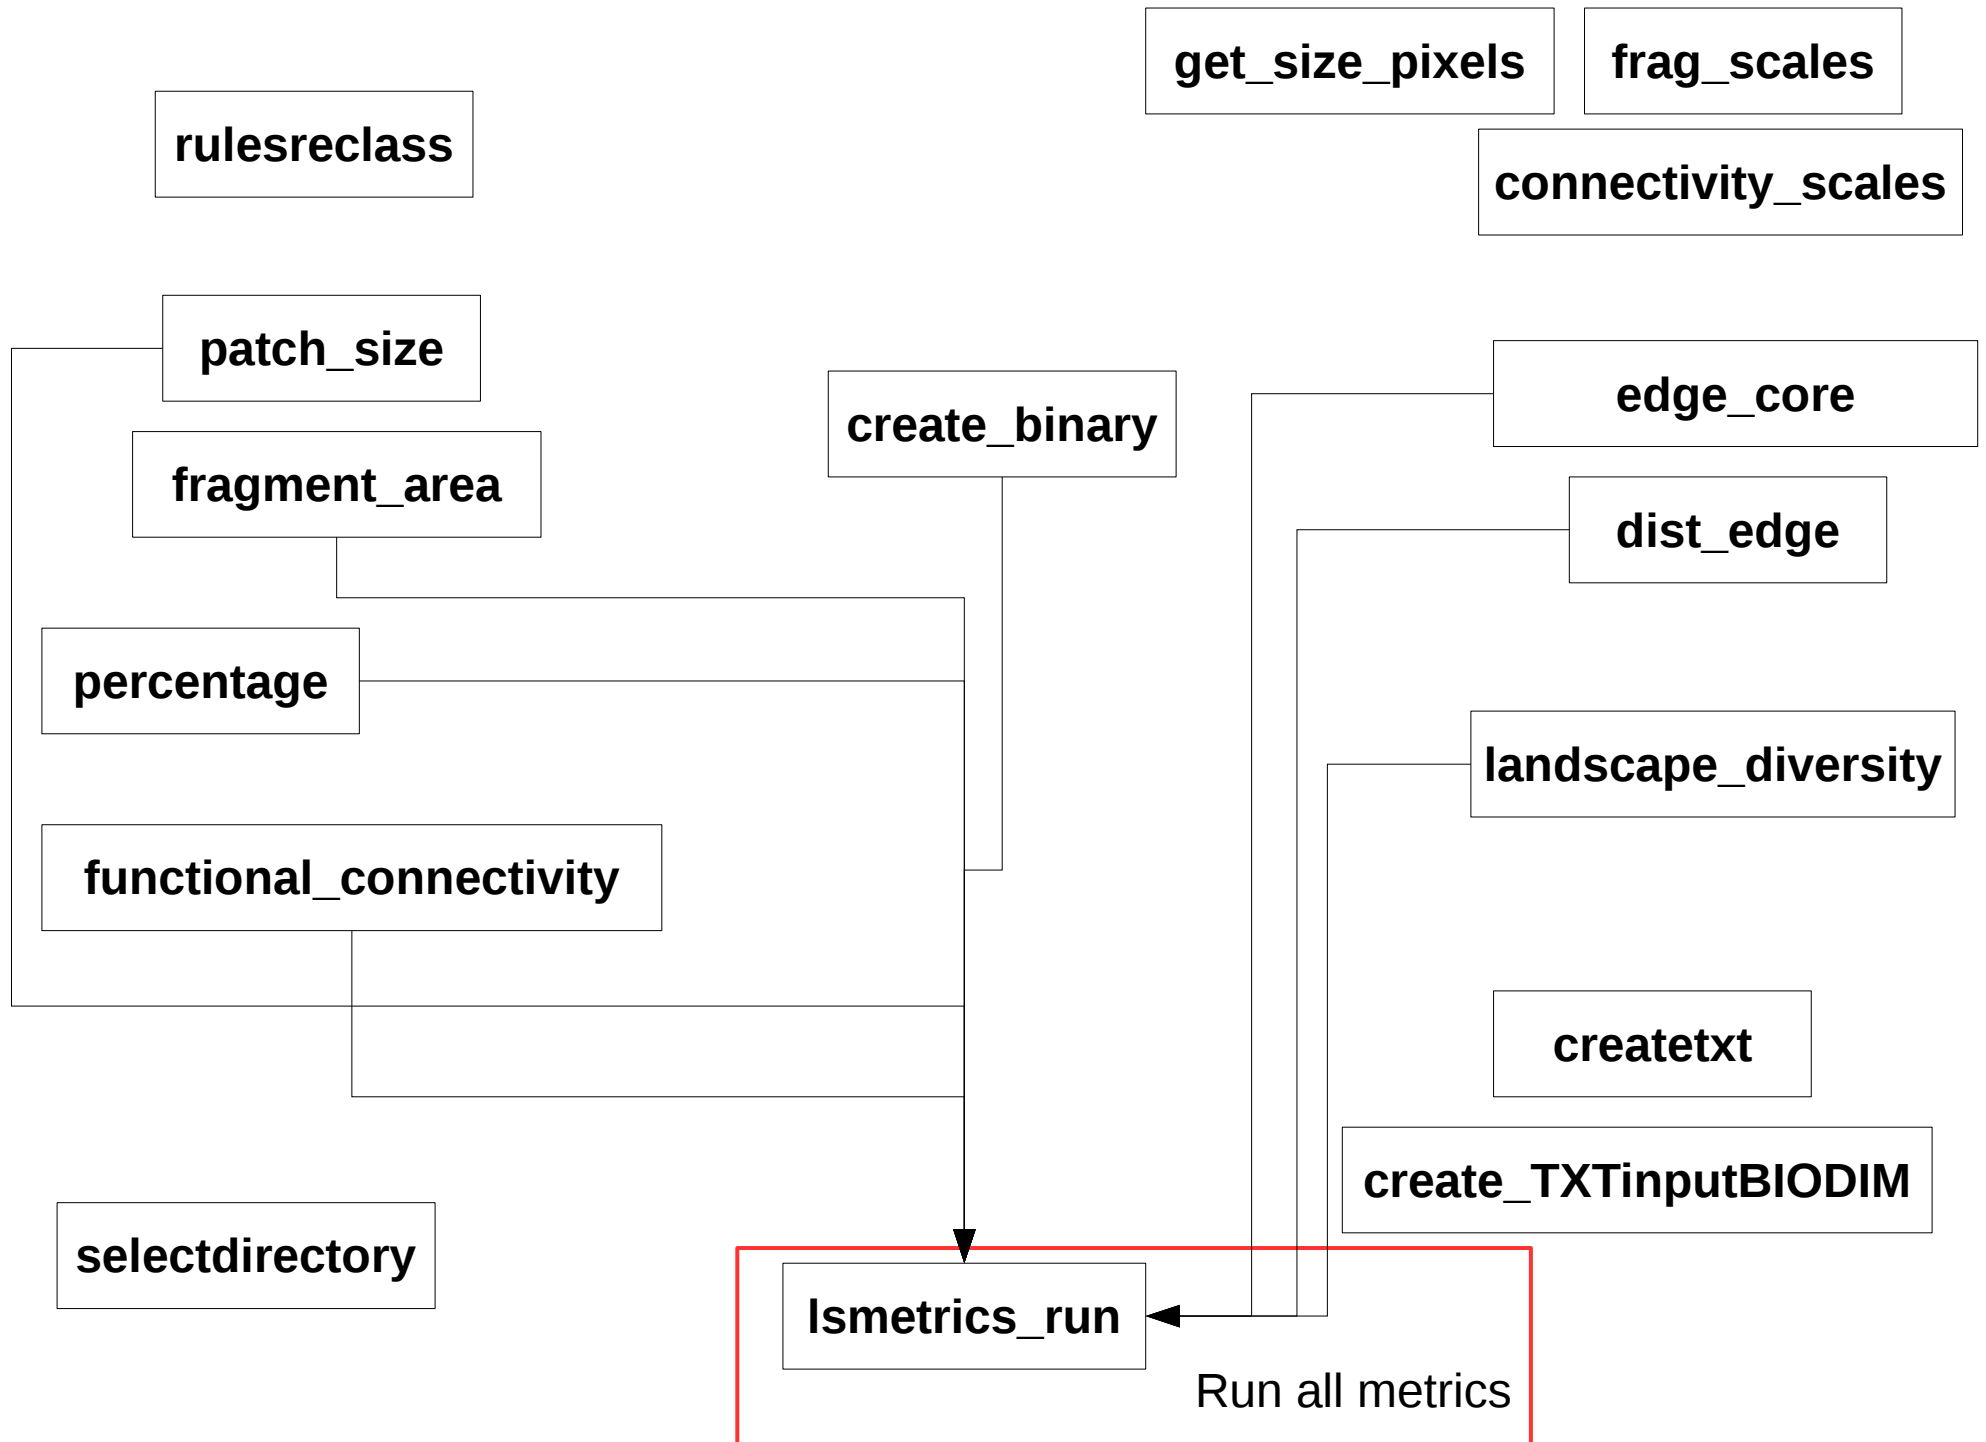 get_size_pixels
frag_scales
rulesreclass
connectivity_scales
patch_size
edge_core
create_binary
fragment_area
dist_edge
percentage
landscape_diversity
functional_connectivity
createtxt
create_TXTinputBIODIM
selectdirectory
lsmetrics_run
Run all metrics